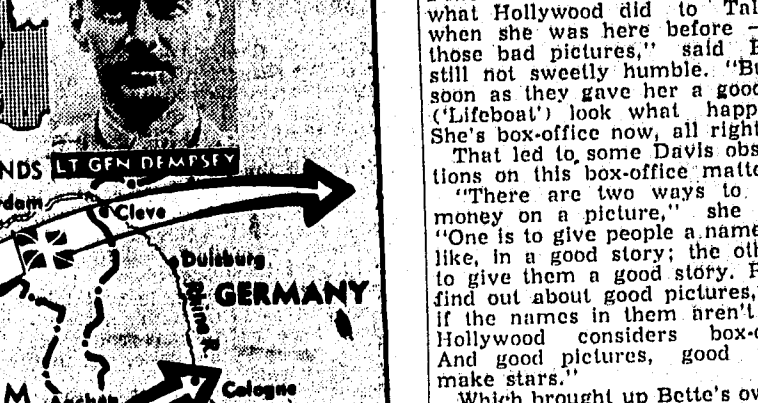 NDS LT GEN DEMPSEY
rdam
Cleve
Duisburg
Rhine R.
GERMANY
M Aachen
Cologne
what Hollywood did to Tal
when she was here before —
those bad pictures," said B
still not sweetly humble. "Bu
soon as they gave her a good
('Lifeboat') look what happ
She's box-office now, all right
That led to some Davis obs
tions on this box-office matte
"There are two ways to
money on a picture," she
"One is to give people a name
like, in a good story; the oth
to give them a good story. P
find out about good pictures,
if the names in them aren't
Hollywood considers box-o
And good pictures, good
make stars."
Which brought up Bette's ow